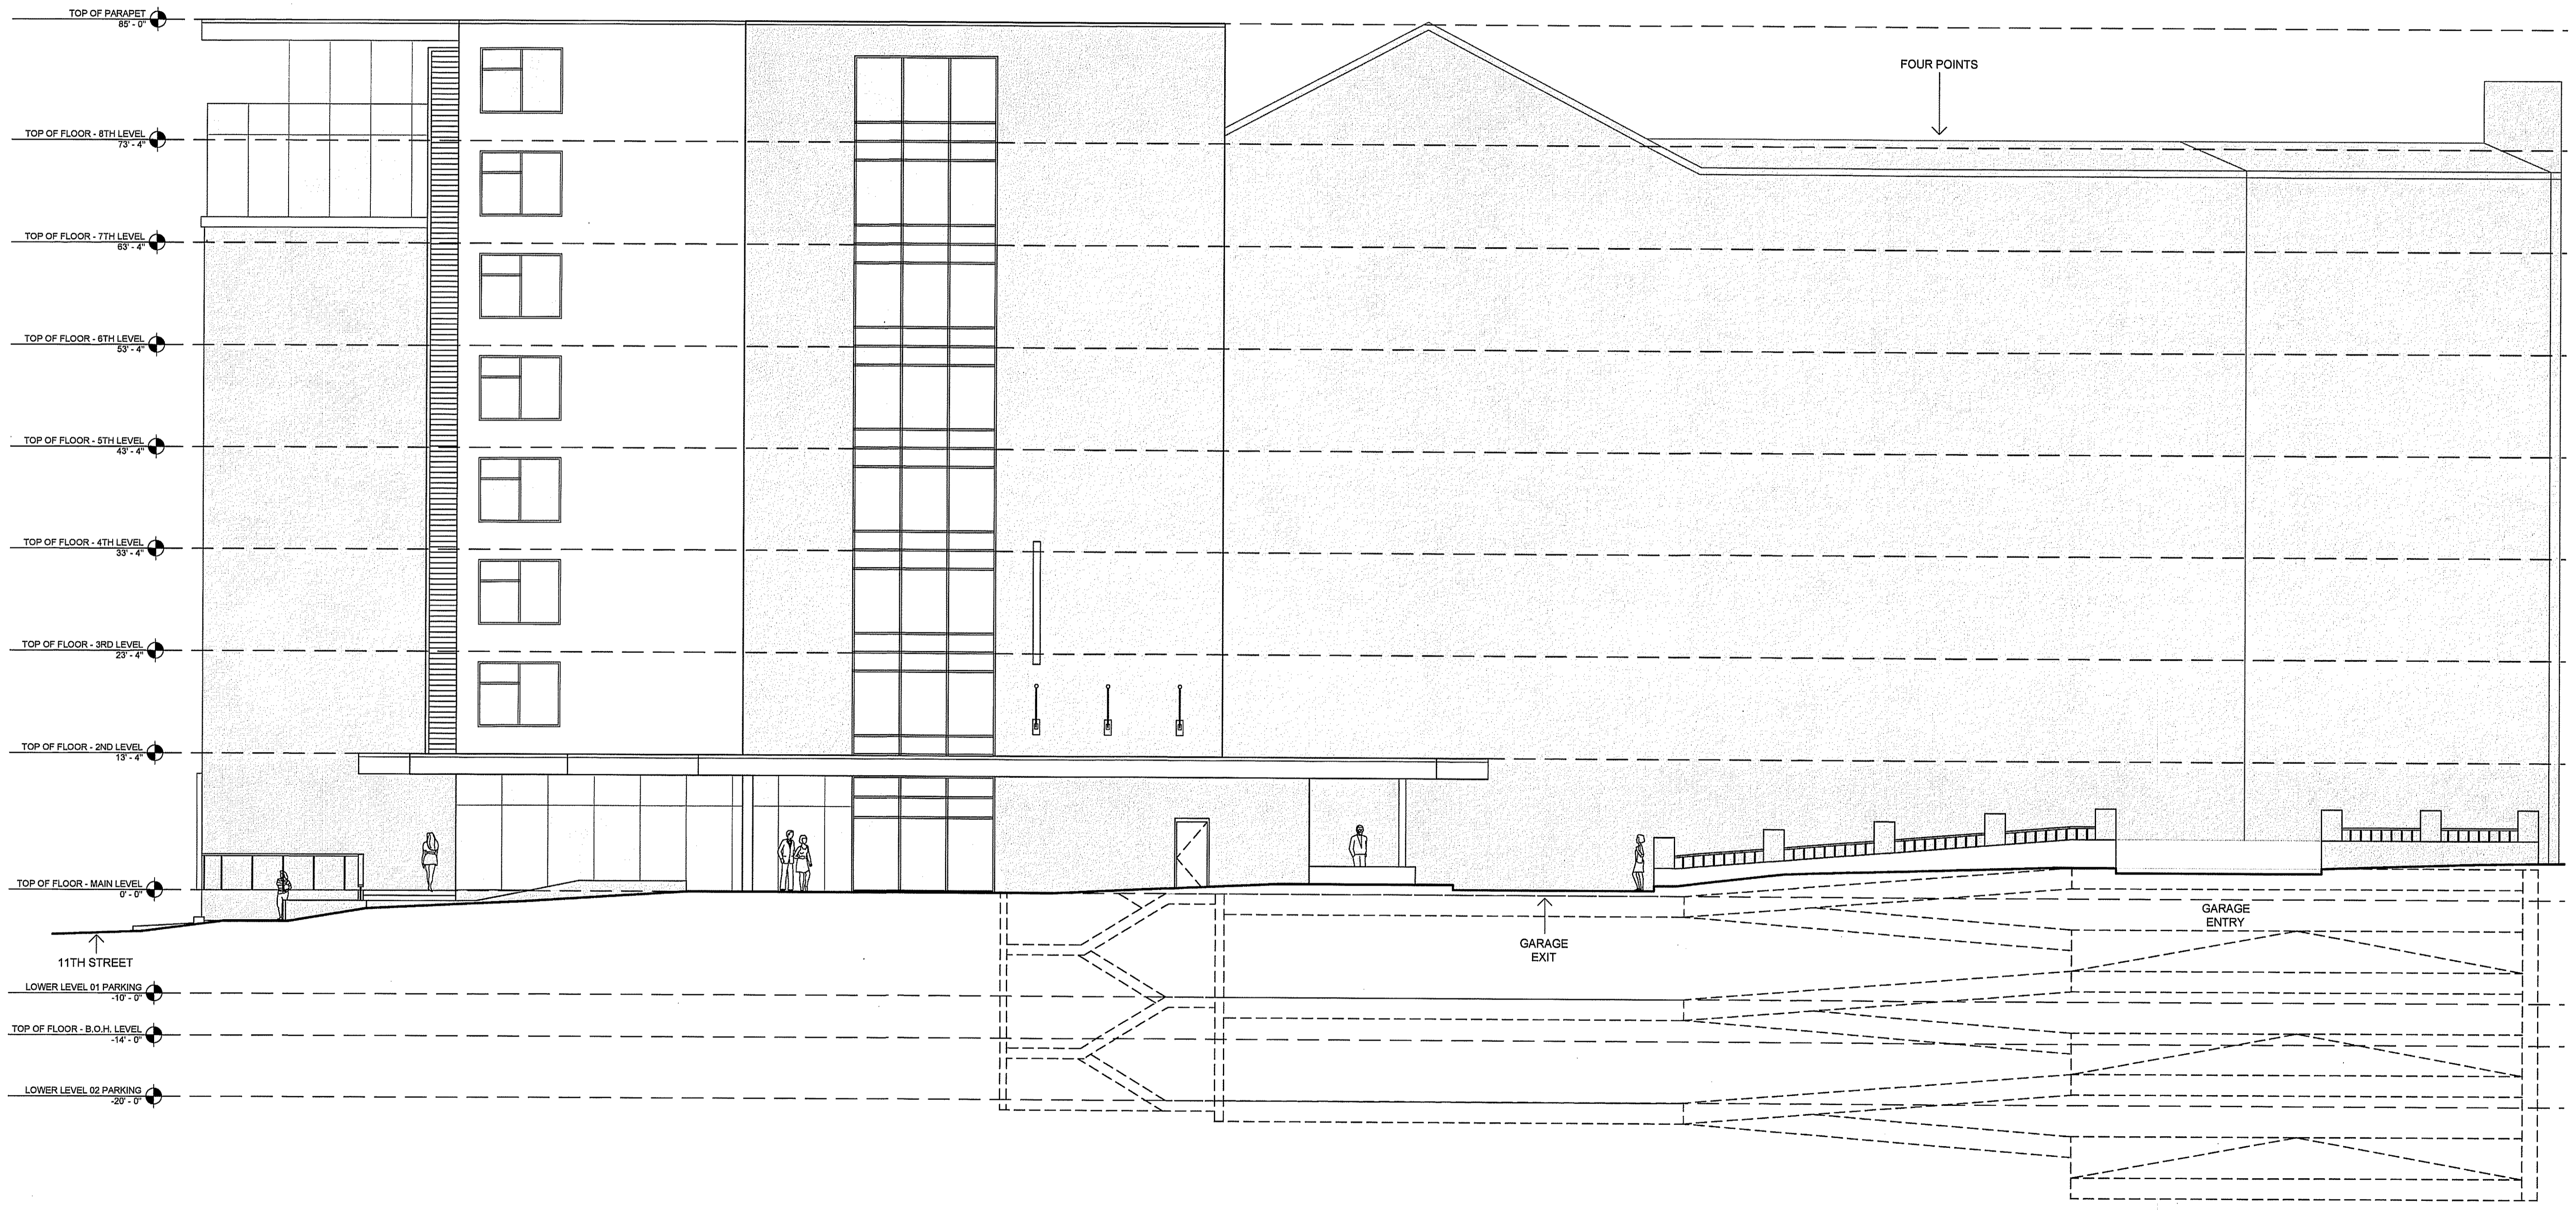 TOP OF PARAPET
85' - 0"
FOUR POINTS
TOP OF FLOOR - 8TH LEVEL
73' - 4"
TOP OF FLOOR - 7TH LEVEL
63' - 4"
TOP OF FLOOR - 6TH LEVEL
53' - 4"
TOP OF FLOOR - 5TH LEVEL
43' - 4"
TOP OF FLOOR - 4TH LEVEL
33' - 4"
TOP OF FLOOR - 3RD LEVEL
23' - 4"
TOP OF FLOOR - 2ND LEVEL
13' - 4"
TOP OF FLOOR - MAIN LEVEL
0' - 0"
GARAGE
ENTRY
GARAGE
EXIT
11TH STREET
LOWER LEVEL 01 PARKING
-10' - 0"
TOP OF FLOOR - B.O.H. LEVEL
-14' - 0"
LOWER LEVEL 02 PARKING
-20' - 0"